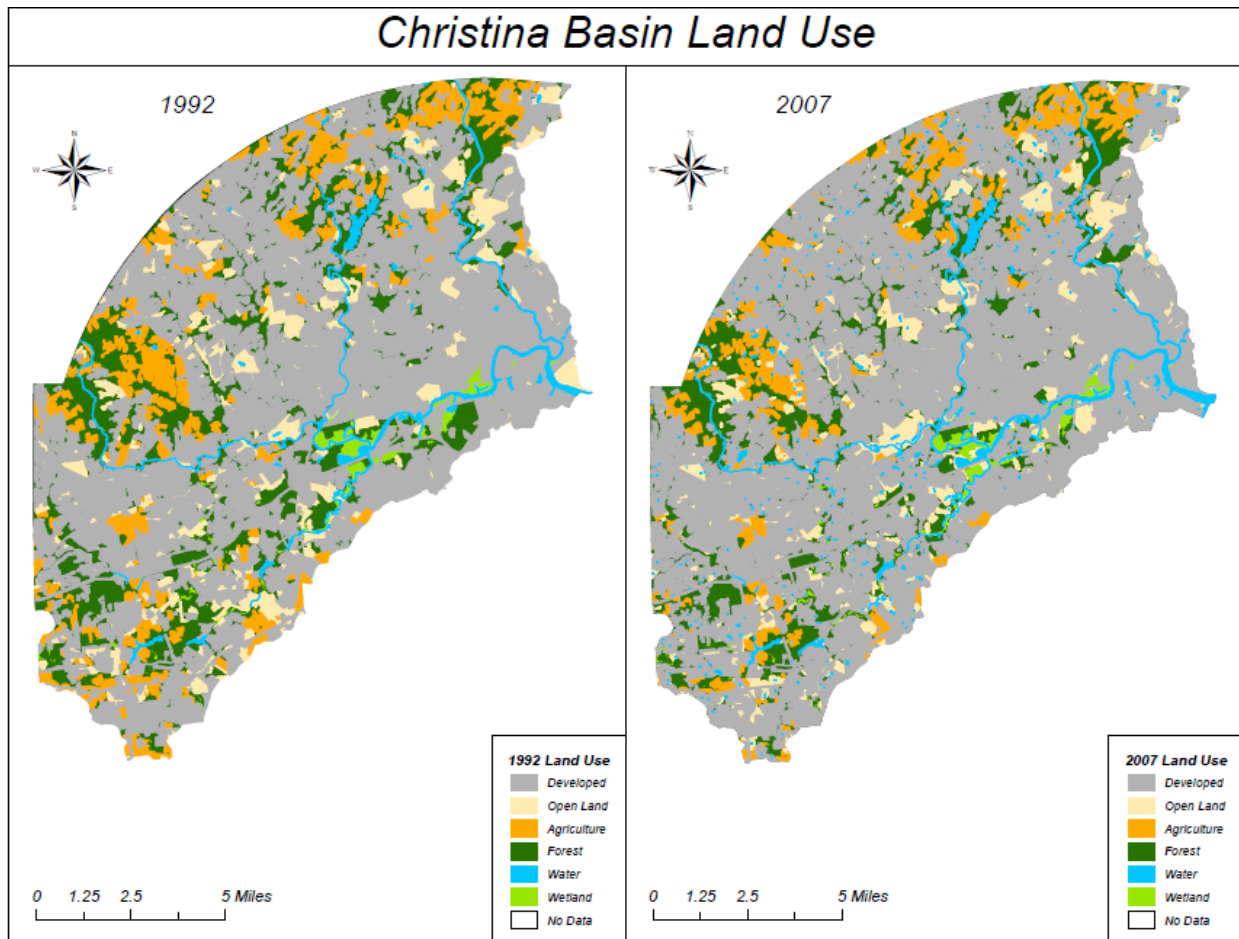 Christina Basin Land Use
1992
N
W
E
S
1992 Land Use
Developed
Open Land
Agriculture
Forest
Water
Wetland
No Data
0 1.25 2.5 5 Miles
2007
N
W
E
S
2007 Land Use
Developed
Open Land
Agriculture
Forest
Water
Wetland
No Data
0 1.25 2.5 5 Miles